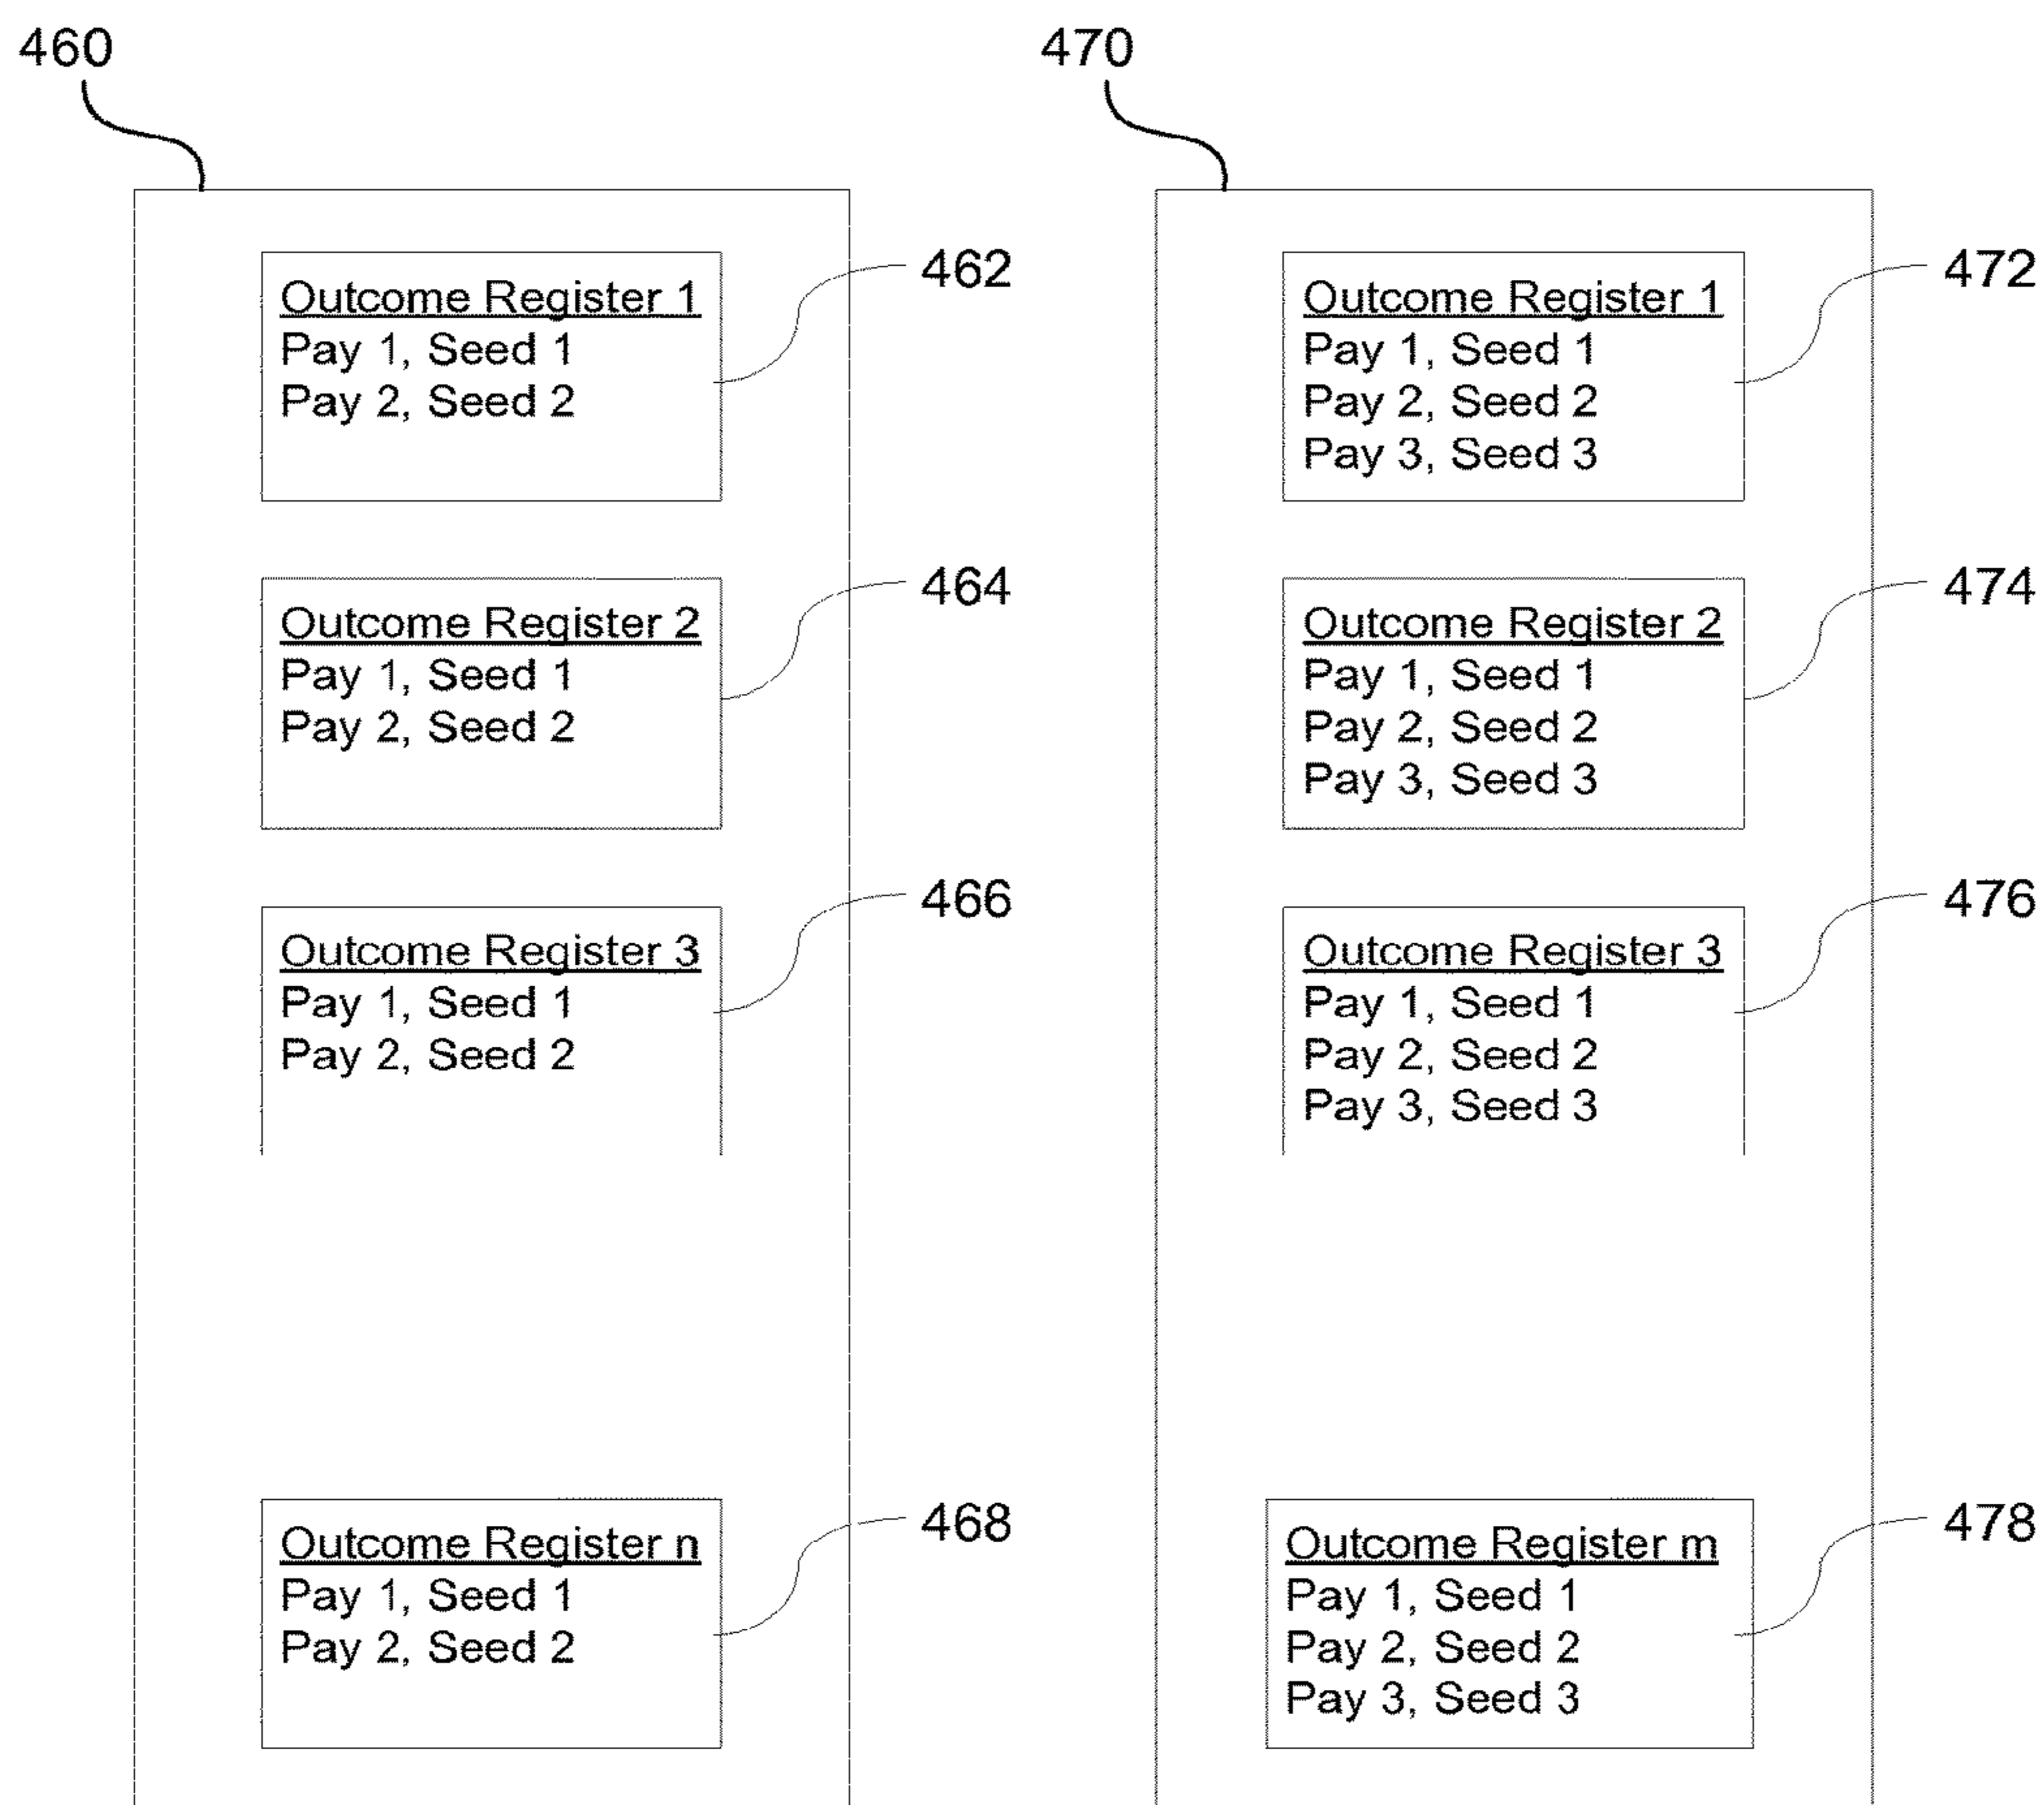 460
470
Outcome Register 1
Pay 1, Seed 1
Pay 2, Seed 2
462
Outcome Register 1
Pay 1, Seed 1
Pay 2, Seed 2
Pay 3, Seed 3
472
Outcome Register 2
Pay 1, Seed 1
Pay 2, Seed 2
464
Outcome Register 2
Pay 1, Seed 1
Pay 2, Seed 2
Pay 3, Seed 3
474
Outcome Register 3
Pay 1, Seed 1
Pay 2, Seed 2
466
Outcome Register 3
Pay 1, Seed 1
Pay 2, Seed 2
Pay 3, Seed 3
476
Outcome Register n
Pay 1, Seed 1
Pay 2, Seed 2
468
Outcome Register m
Pay 1, Seed 1
Pay 2, Seed 2
Pay 3, Seed 3
478